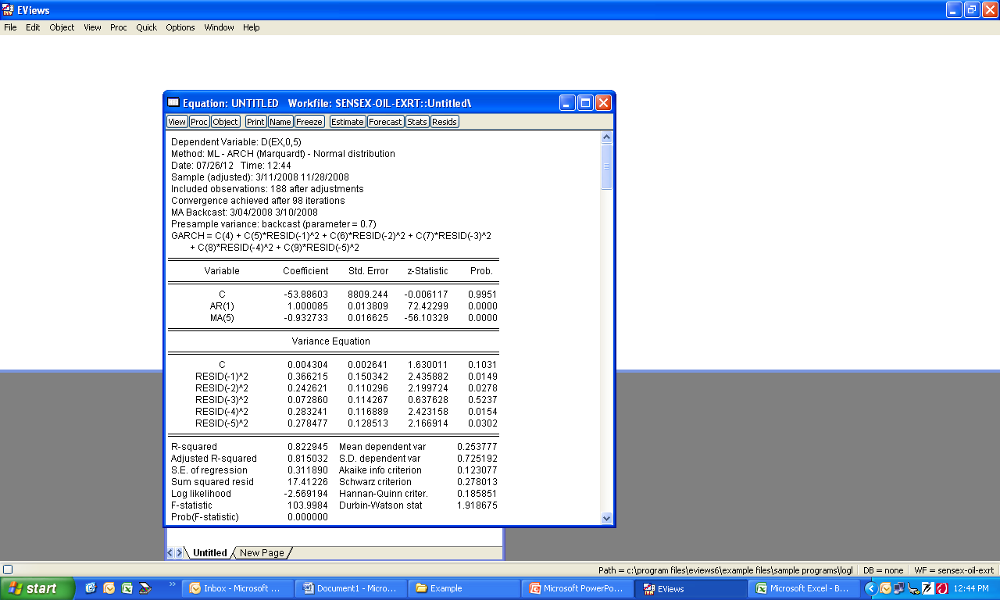 EViews
File Edit Object View Proc Quick Options Window Help
Equation: UNTITLED Workfile: SENSEX-OIL-EXRT::Untitled\
View Proc Object Print Name Freeze Estimate Forecast Stats Resids
Dependent Variable: D(EX,0,5)
Method: ML - ARCH (Marquardt) - Normal distribution
Date: 07/26/12 Time: 12:44
Sample (adjusted): 3/11/2008 11/28/2008
Included observations: 188 after adjustments
Convergence achieved after 98 iterations
MA Backcast: 3/04/2008 3/10/2008
Presample variance: backcast (parameter = 0.7)
GARCH = C(4) + C(5)*RESID(-1)^2 + C(6)*RESID(-2)^2 + C(7)*RESID(-3)^2
+ C(8)*RESID(-4)^2 + C(9)*RESID(-5)^2
Variable Coefficient Std. Error z-Statistic Prob.
C -53.88603 8809.244 -0.006117 0.9951
AR(1) 1.000085 0.013809 72.42299 0.0000
MA(5) -0.932733 0.016625 -56.10329 0.0000
Variance Equation
C 0.004304 0.002641 1.630011 0.1031
RESID(-1)^2 0.366215 0.150342 2.435882 0.0149
RESID(-2)^2 0.242621 0.110296 2.199724 0.0278
RESID(-3)^2 0.072860 0.114267 0.637628 0.5237
RESID(-4)^2 0.283241 0.116889 2.423158 0.0154
RESID(-5)^2 0.278477 0.128513 2.166914 0.0302
R-squared 0.822945 Mean dependent var 0.253777
Adjusted R-squared 0.815032 S.D. dependent var 0.725192
S.E. of regression 0.311890 Akaike info criterion 0.123077
Sum squared resid 17.41226 Schwarz criterion 0.278013
Log likelihood -2.569194 Hannan-Quinn criter. 0.185851
F-statistic 103.9984 Durbin-Watson stat 1.918675
Prob(F-statistic) 0.000000
Untitled New Page
Path = c:\program files\eviews6\example files\sample programs\logl DB = none WF = sensex-oil-exrt
start Inbox - Microsoft ... Document1 - Micro... Example Microsoft PowerPo... EViews Microsoft Excel - B... 12:44 PM